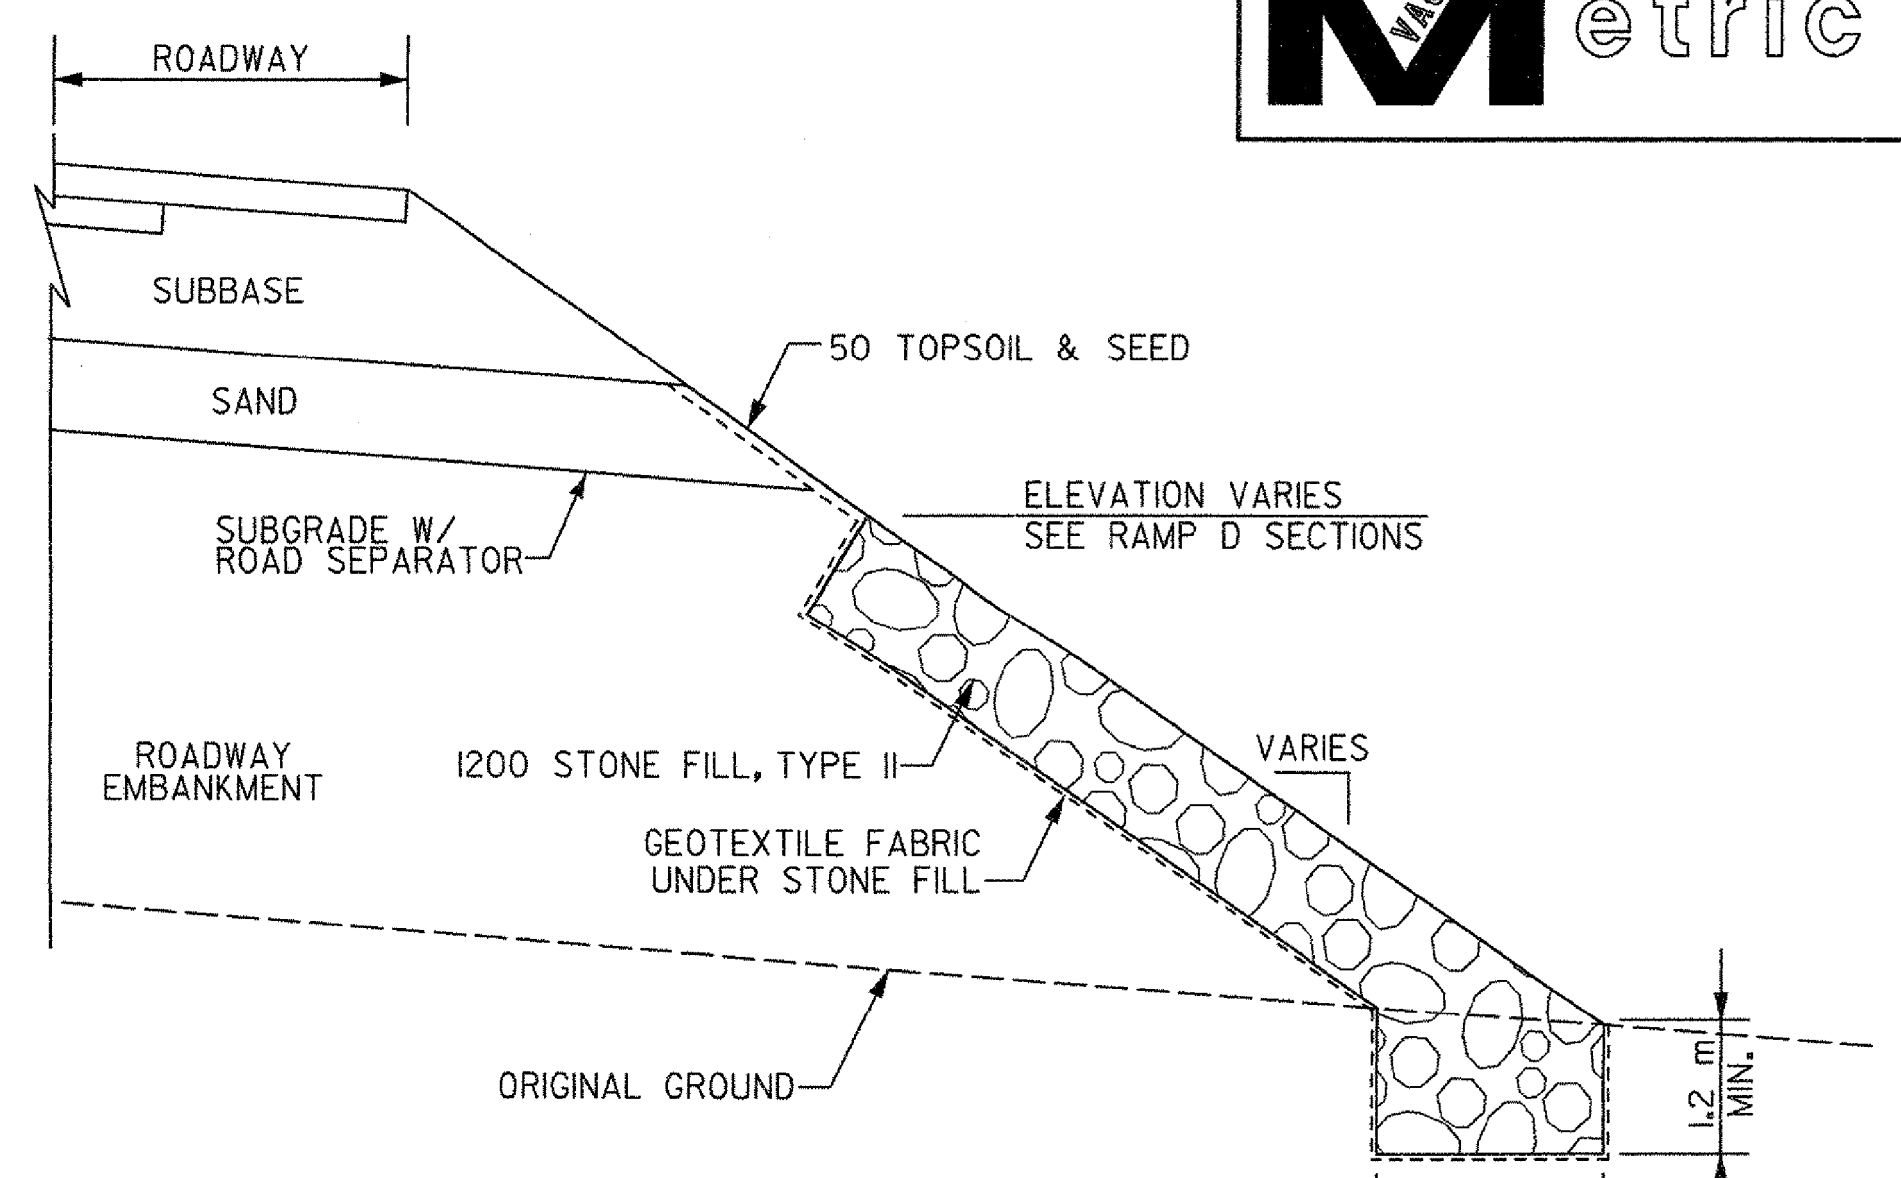 etric
ROADWAY
SUBBASE
50 TOPSOIL & SEED
SAND
ELEVATION VARIES
SEE RAMP D SECTIONS
SUBGRADE W/
ROAD SEPARATOR
VARIES
ROADWAY
EMBANKMENT
1200 STONE FILL, TYPE II
GEOTEXTILE FABRIC
UNDER STONE FILL
ORIGINAL GROUND
1.2 m
MIN.